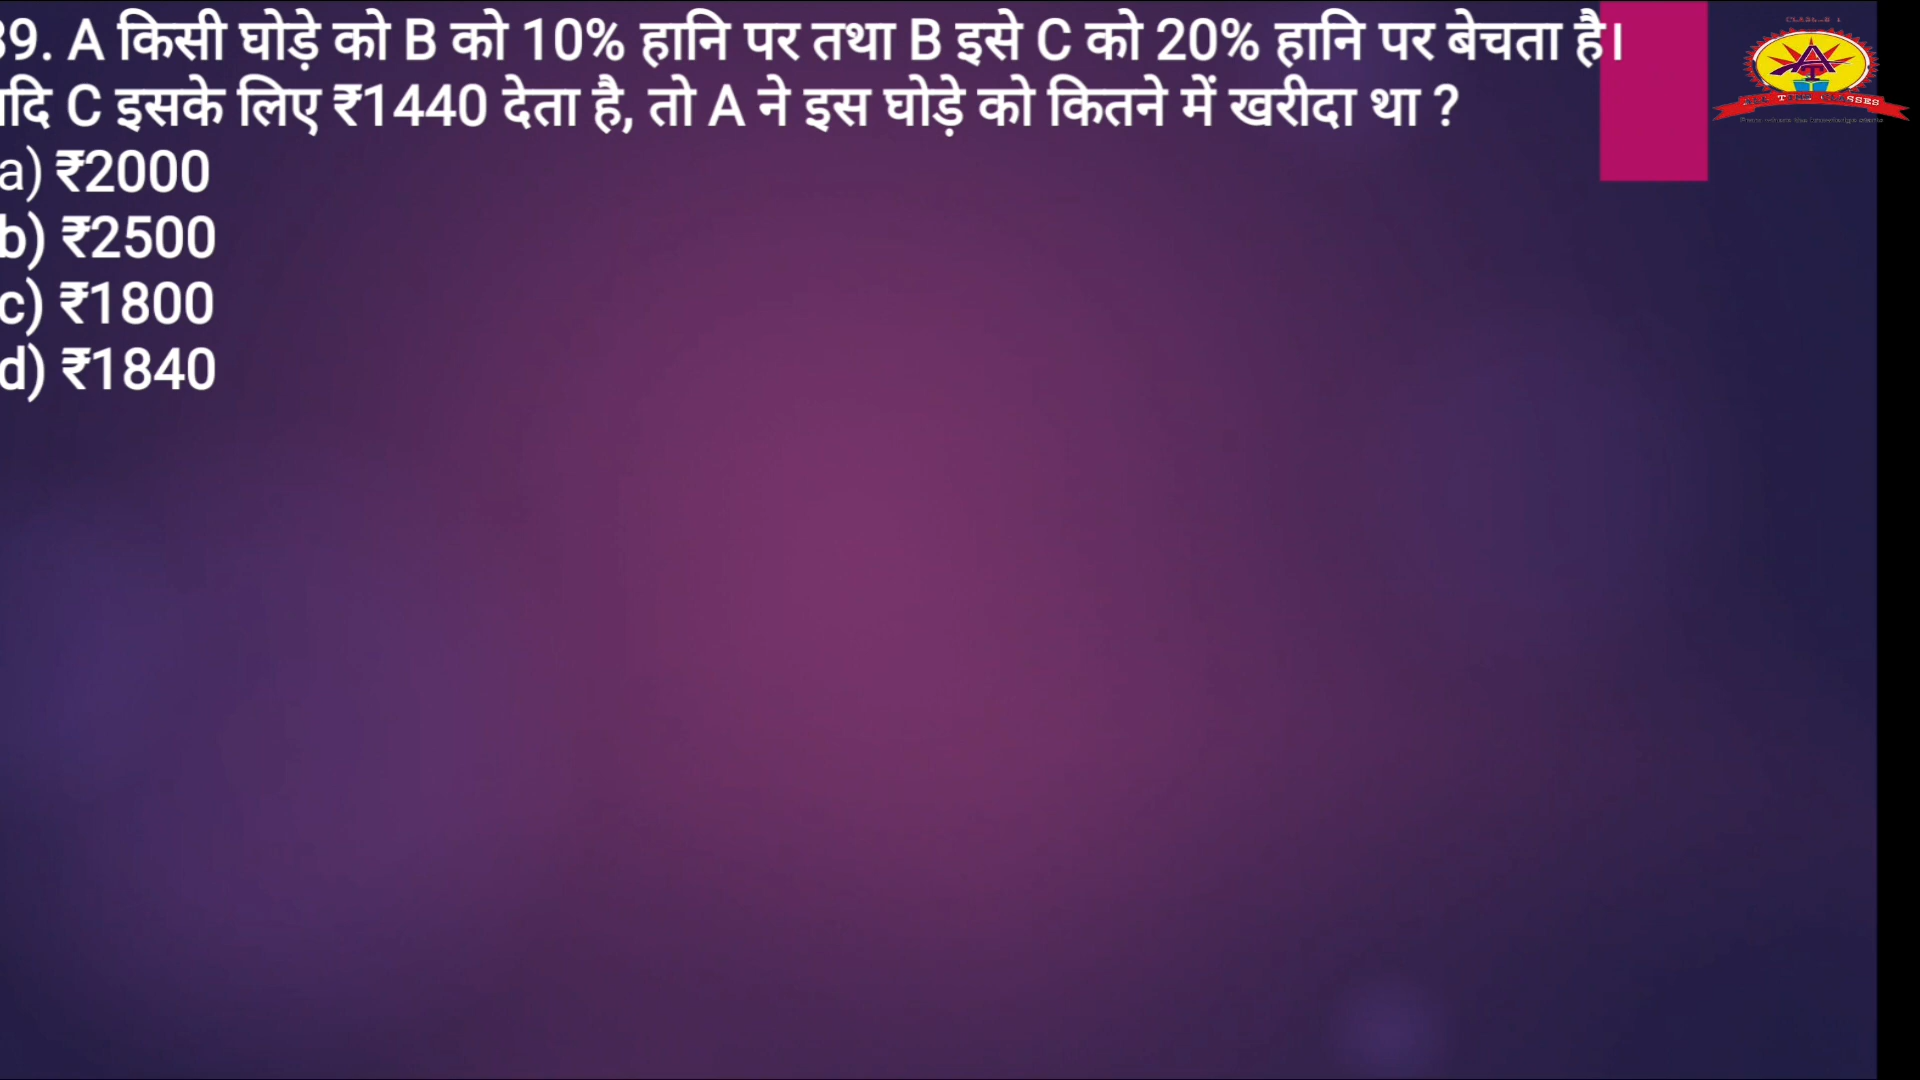 39. A किसी घोड़े को B को 10% हानि पर तथा B इसे C को 20% हानि पर बेचता है।
दि C इसके लिए ₹1440 देता है, तो A ने इस घोड़े को कितने में खरीदा था ?
a) ₹2000
b) ₹2500
c) ₹1800
d) ₹1840